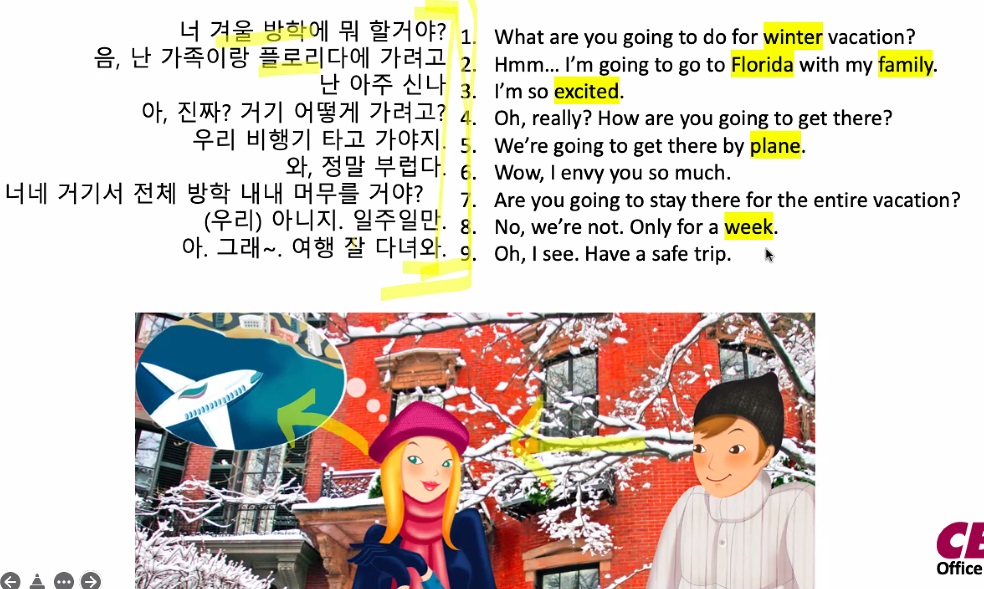 너 겨울 방학에 뭐 할거야? 1. What are you going to do for winter vacation?
음, 난 가족이랑 플로리다에 가려고 2. Hmm... I'm going to go to Florida with my family.
난 아주 신나 3. I'm so excited.
아, 진짜? 거기 어떻게 가려고? 4. Oh, really? How are you going to get there?
우리 비행기 타고 가야지. 5. We're going to get there by plane.
와, 정말 부럽다. 6. Wow, I envy you so much.
너네 거기서 전체 방학 내내 머무를 거야? 7. Are you going to stay there for the entire vacation?
(우리) 아니지. 일주일만. 8. No, we're not. Only for a week.
아. 그래~. 여행 잘 다녀와. 9. Oh, I see. Have a safe trip.
Office